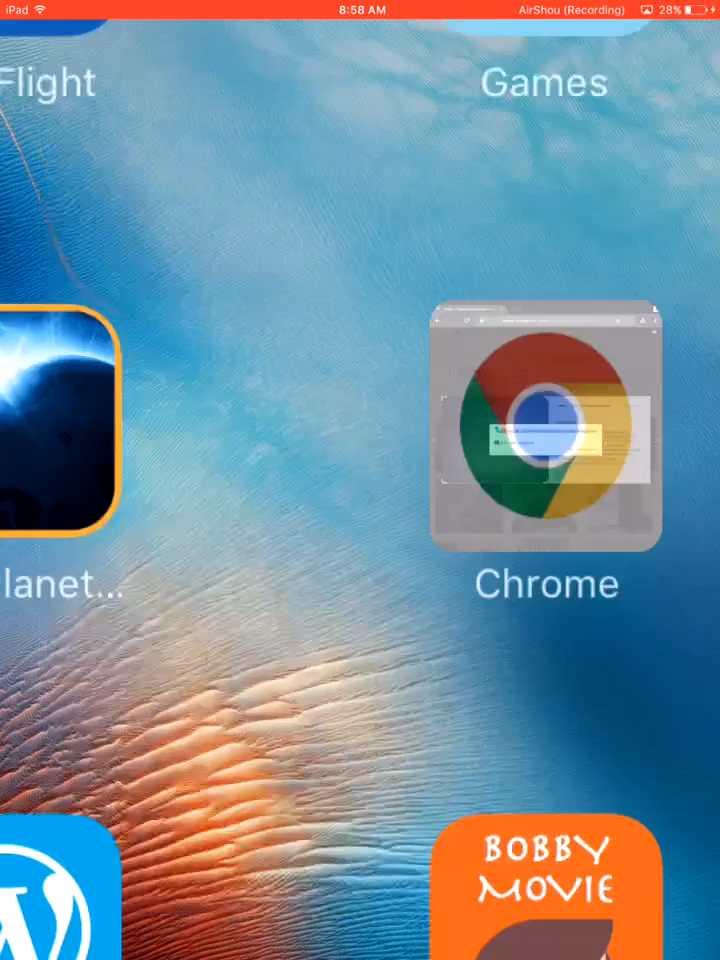 iPad 8:58 AM AirShou (Recording) 28%
Flight Games
lanet... Chrome
BOBBY
MOVIE